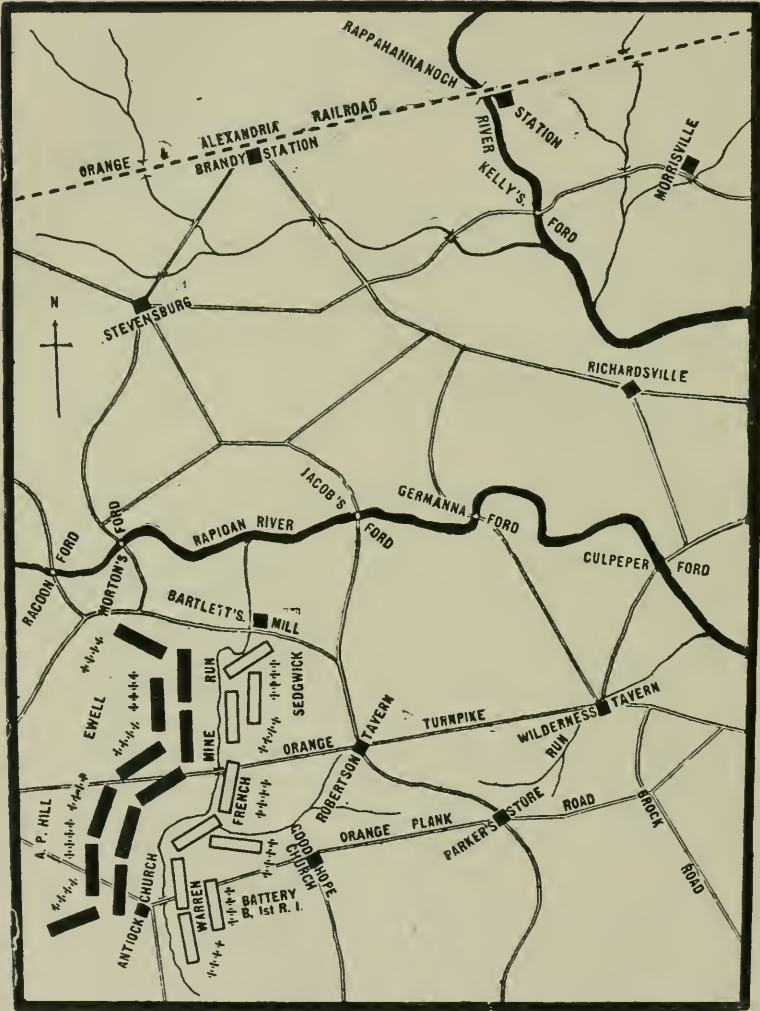 RAPPAHANNANOCH
STATION
RIVER
ORANGE & ALEXANDRIA RAILROAD
BRANDY STATION
KELLY'S.
FORD
MORRISVILLE
N
STEVENSBURG
RICHARDSVILLE
JACOB'S
FORD
GERMANNA FORD
RAPIDAN RIVER
CULPEPER FORD
RACOON FORD
MORTON'S FORD
BARTLETT'S MILL
MINE RUN
SEDGWICK
EWELL
ORANGE TURNPIKE
ROBERTSON TAVERN
WILDERNESS TAVERN
RUN
FRENCH
A. P. HILL
GOOD HOPE
CHURCH
ORANGE PLANK ROAD
PARKER'S STORE
BROCK ROAD
ANTIOCK CHURCH
WARREN
BATTERY
B, 1st R. I.